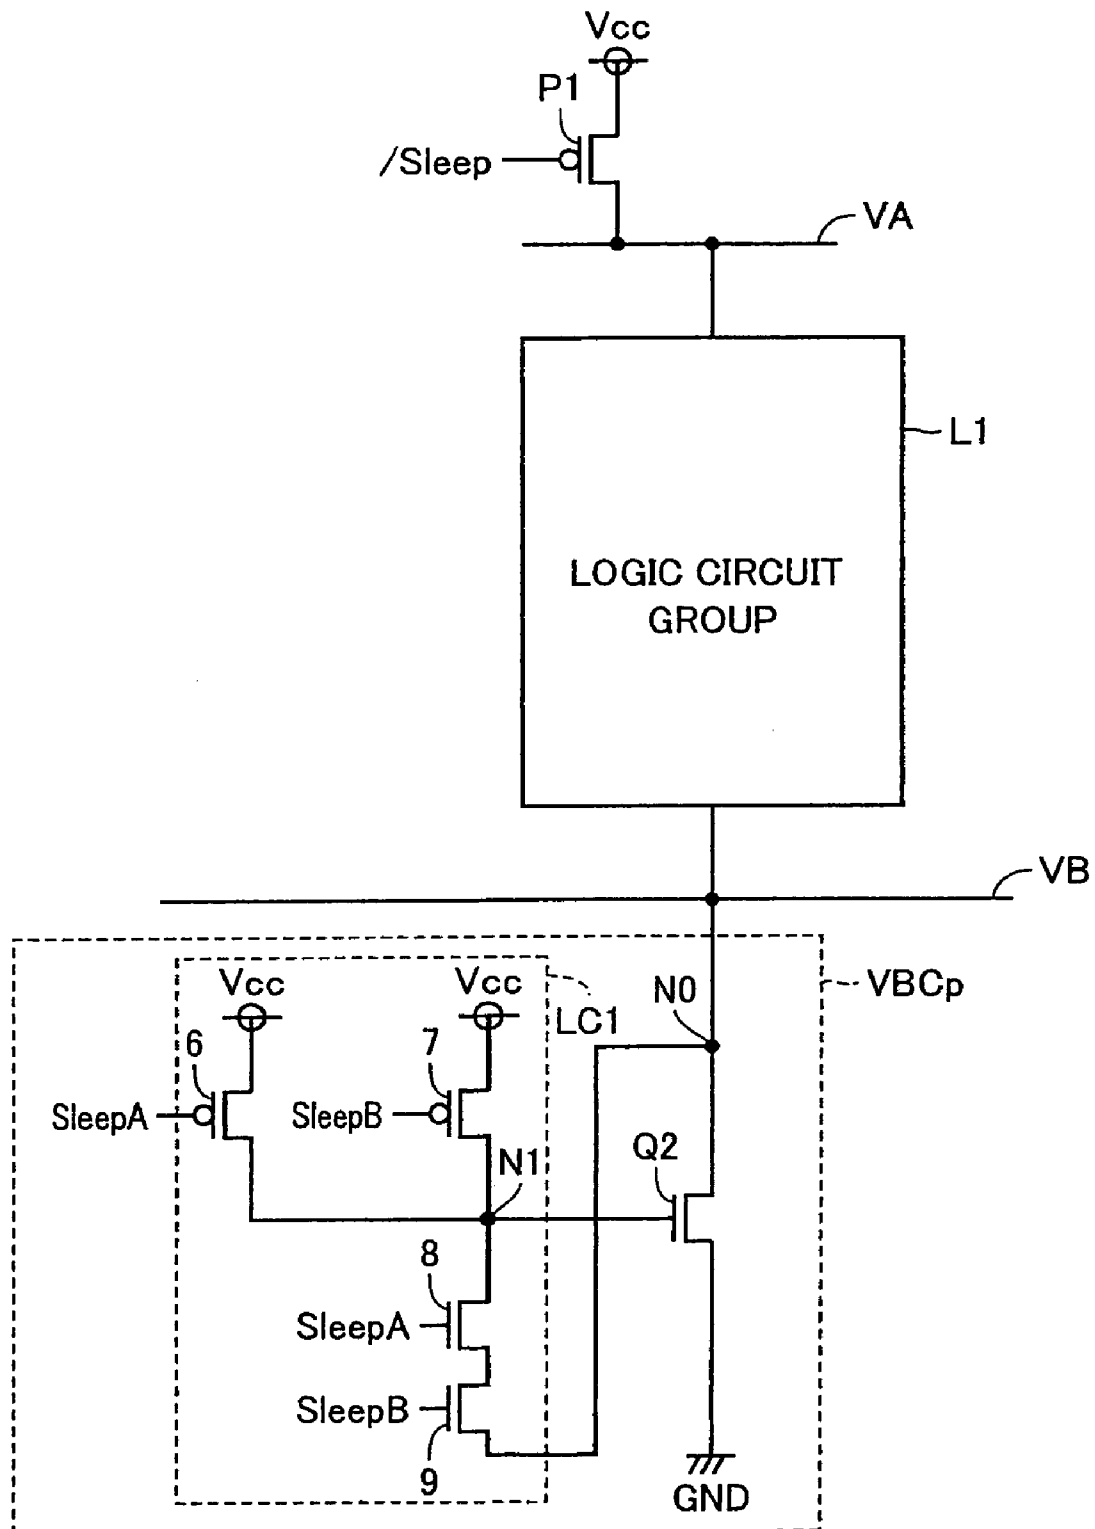 Vcc
P1
/Sleep
VA
L1
LOGIC CIRCUIT
GROUP
VB
VBCp
Vcc
Vcc
LC1
N0
6
7
SleepA
SleepB
N1
Q2
8
SleepA
SleepB
9
GND